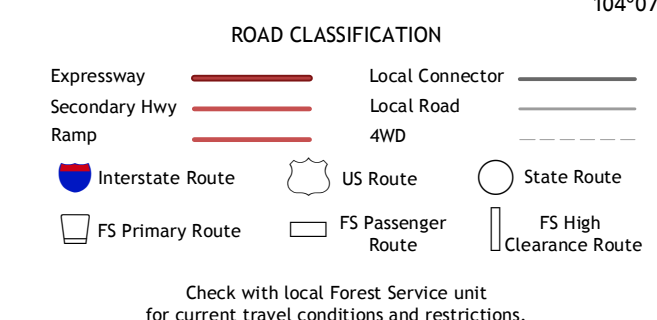 104°07
ROAD CLASSIFICATION
Expressway
Local Connector
Secondary Hwy
Local Road
Ramp
4WD
Interstate Route
US Route
State Route
FS Primary Route
FS Passenger
Route
FS High
Clearance Route
Check with local Forest Service unit
for current travel conditions and restrictions.